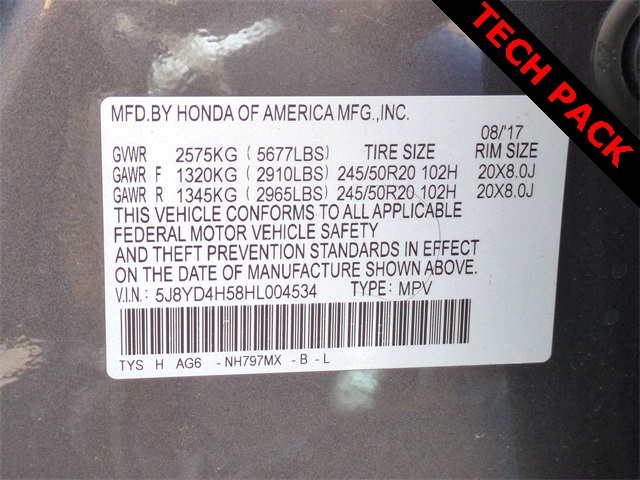 TECH PACK
MFD.BY HONDA OF AMERICA MFG.,INC.
08/'17
GVWR 2575KG ( 5677LBS) TIRE SIZE RIM SIZE
GAWR F 1320KG ( 2910LBS) 245/50R20 102H 20X8.0J
GAWR R 1345KG ( 2965LBS) 245/50R20 102H 20X8.0J
THIS VEHICLE CONFORMS TO ALL APPLICABLE
FEDERAL MOTOR VEHICLE SAFETY
AND THEFT PREVENTION STANDARDS IN EFFECT
ON THE DATE OF MANUFACTURE SHOWN ABOVE.
V.I.N.: 5J8YD4H58HL004534 TYPE: MPV
TYS H AG6 - NH797MX - B - L